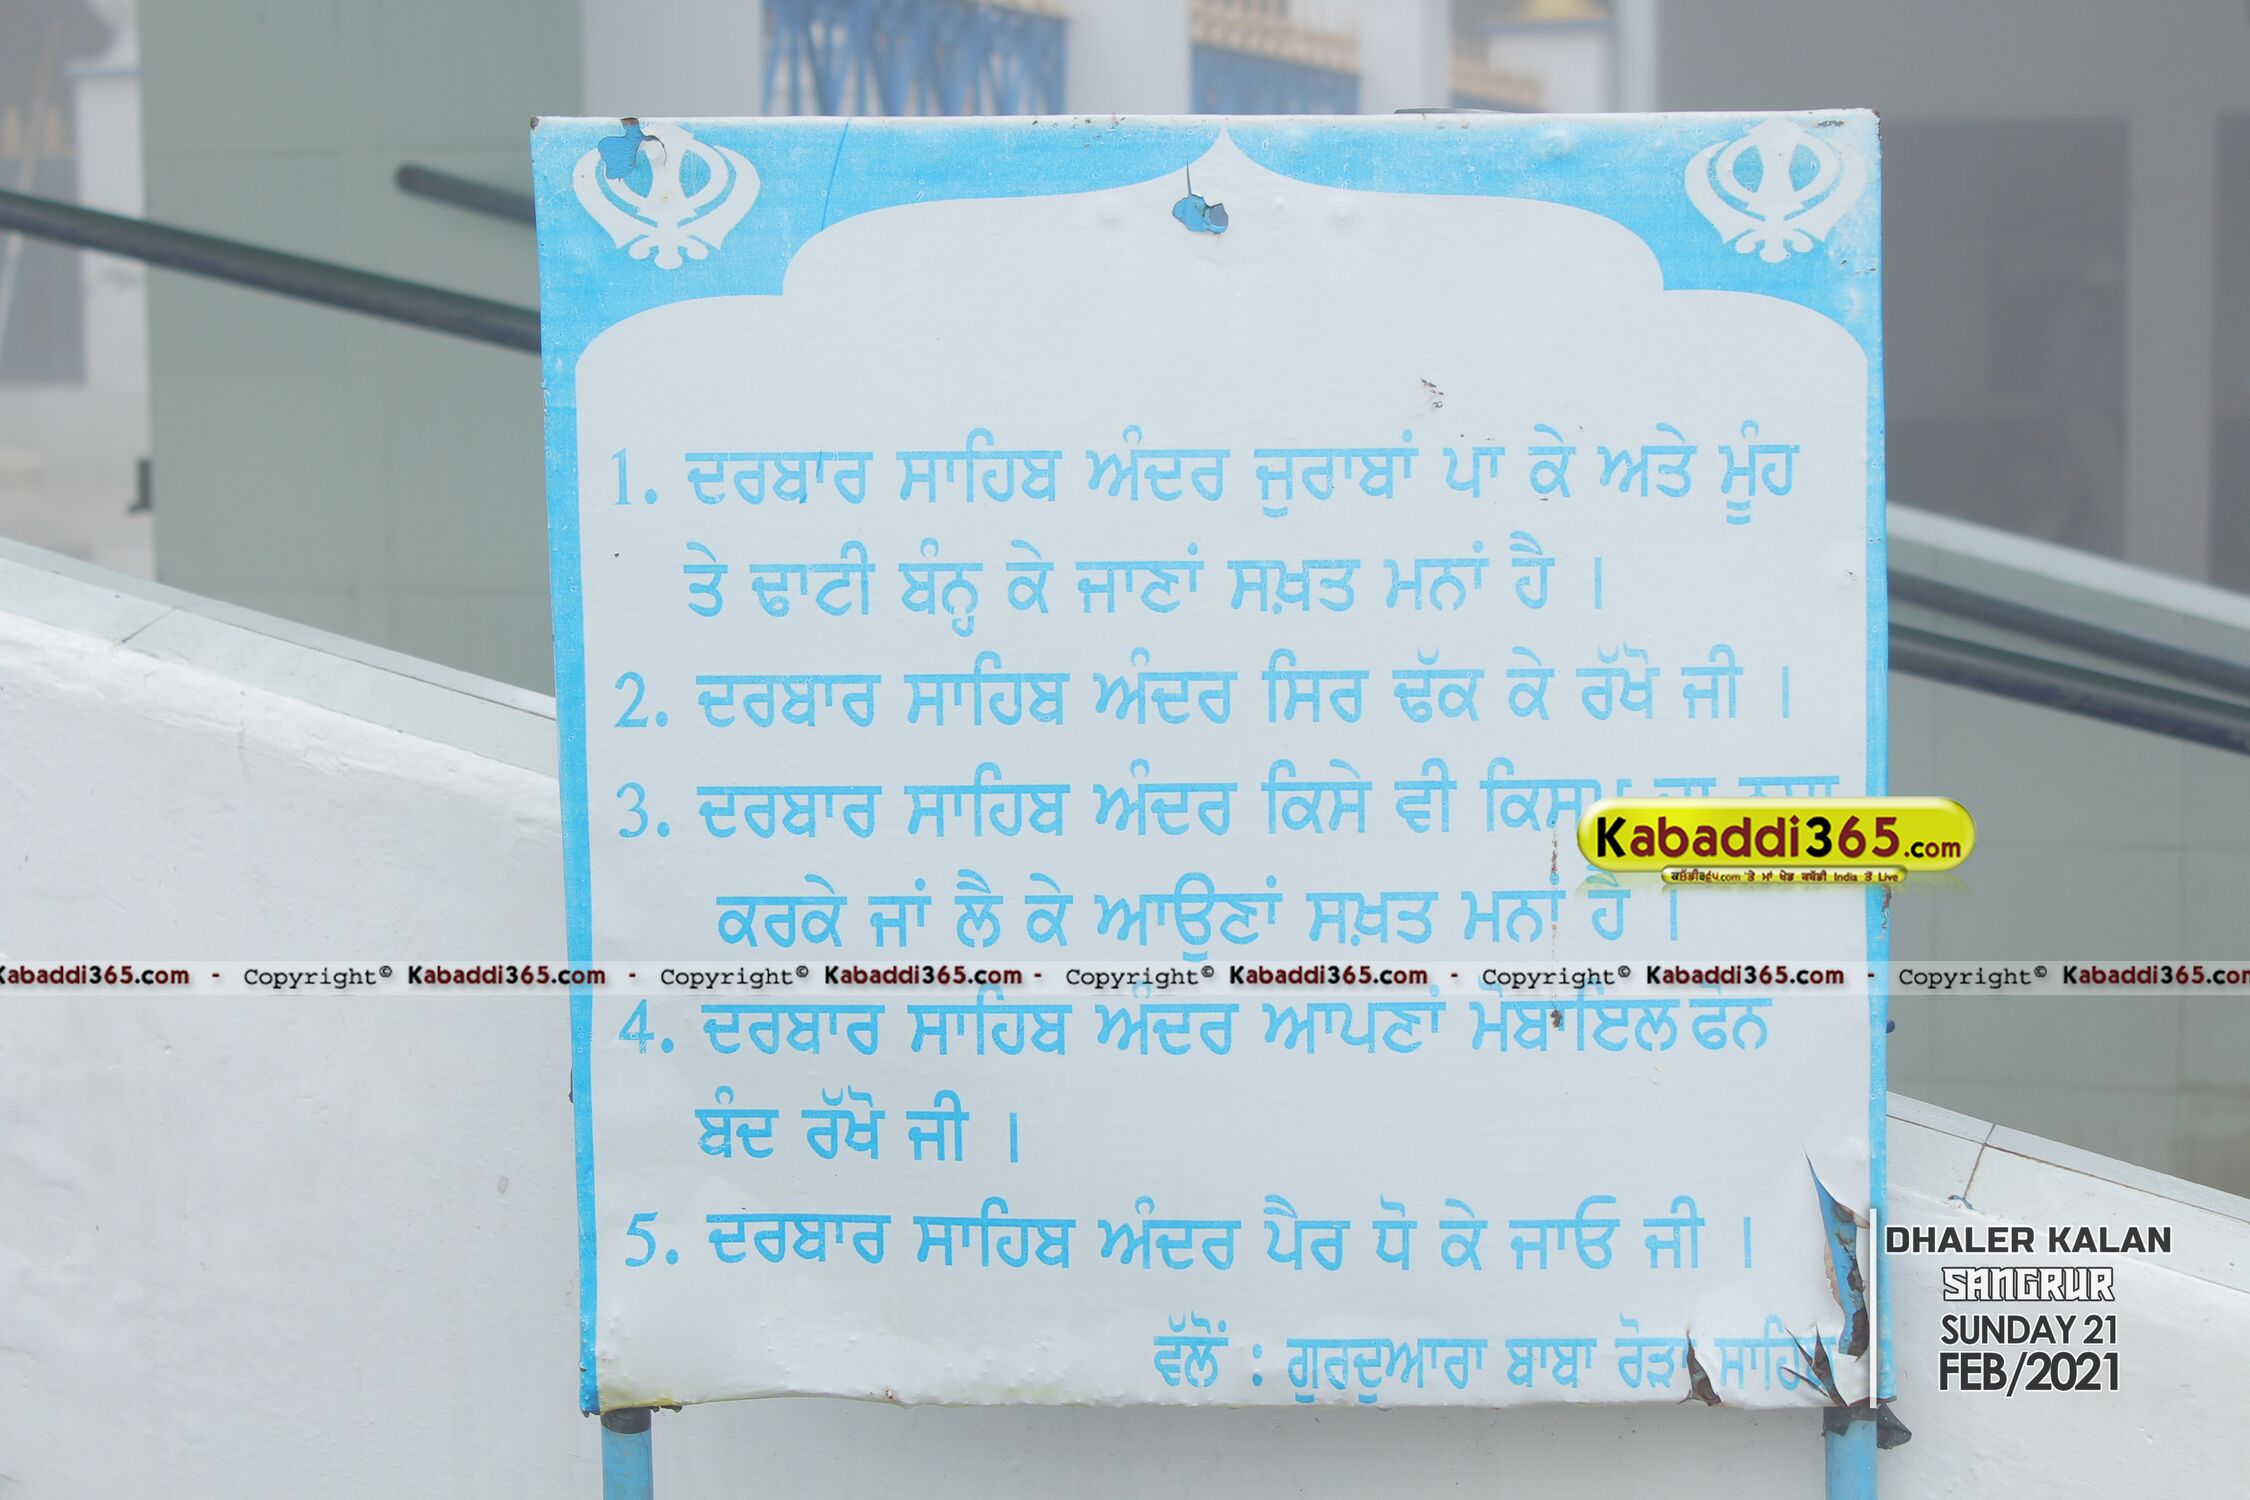 1. ਦਰਬਾਰ ਸਾਹਿਬ ਅੰਦਰ ਜੁਰਾਬਾਂ ਪਾ ਕੇ ਅਤੇ ਮੂੰਹ
ਤੇ ਢਾਟੀ ਬੰਨ੍ਹ ਕੇ ਜਾਣਾਂ ਸਖ਼ਤ ਮਨਾਂ ਹੈ ।
2. ਦਰਬਾਰ ਸਾਹਿਬ ਅੰਦਰ ਸਿਰ ਢੱਕ ਕੇ ਰੱਖੋ ਜੀ ।
3. ਦਰਬਾਰ ਸਾਹਿਬ ਅੰਦਰ ਕਿਸੇ ਵੀ ਕਿਸਮ
Kabaddi365.com
ਕਰਕੇ ਜਾਂ ਲੈ ਕੇ ਆਉਣਾਂ ਸਖ਼ਤ ਮਨਾਂ ਹੈ ।
Kabaddi365.com - Copyright© Kabaddi365.com - Copyright© Kabaddi365.com - Copyright© Kabaddi365.com - Copyright© Kabaddi365.com - Copyright© Kabaddi365.com
4. ਦਰਬਾਰ ਸਾਹਿਬ ਅੰਦਰ ਆਪਣਾਂ ਮੋਬਾਇਲ ਫੋਨ
ਬੰਦ ਰੱਖੋ ਜੀ ।
5. ਦਰਬਾਰ ਸਾਹਿਬ ਅੰਦਰ ਪੈਰ ਧੋ ਕੇ ਜਾਓ ਜੀ ।
ਵੱਲੋਂ : ਗੁਰਦੁਆਰਾ ਬਾਬਾ ਰੋੜਾ ਸਾਹਿਬ
DHALER KALAN
SANGRUR
SUNDAY 21
FEB/2021